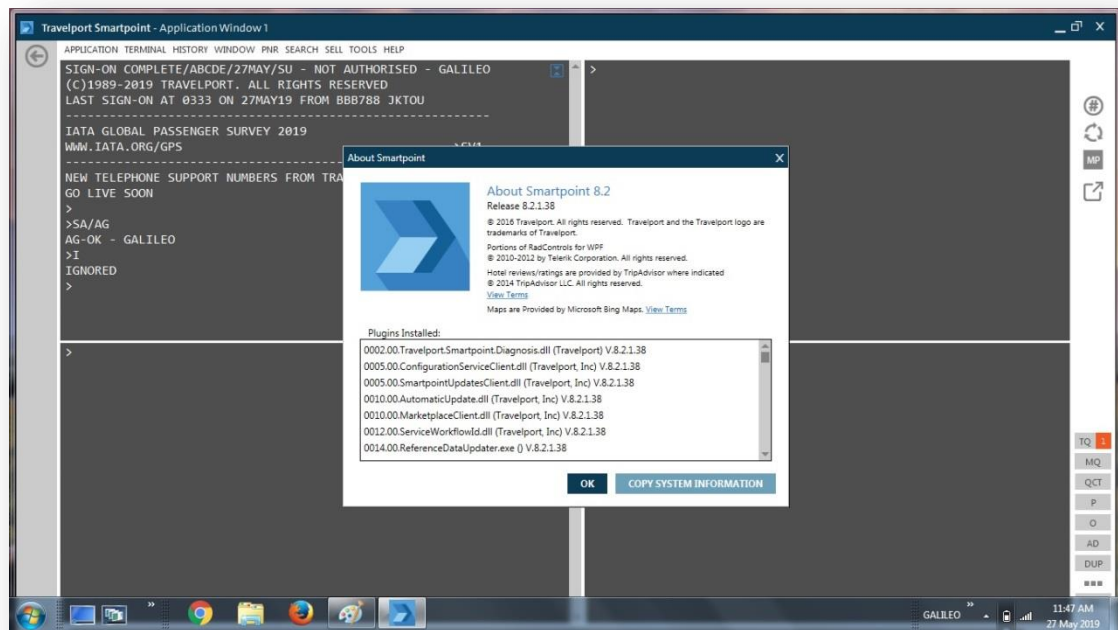 Travelport Smartpoint - Application Window 1
APPLICATION TERMINAL HISTORY WINDOW PNR SEARCH SELL TOOLS HELP
SIGN-ON COMPLETE/ABCDE/27MAY/SU - NOT AUTHORISED - GALILEO
(C)1989-2019 TRAVELPORT. ALL RIGHTS RESERVED
LAST SIGN-ON AT 0333 ON 27MAY19 FROM BBB788 JKTOU
----------------------------------------------------------------
IATA GLOBAL PASSENGER SURVEY 2019
WWW.IATA.ORG/GPS
NEW TELEPHONE SUPPORT NUMBERS FROM TRA
GO LIVE SOON
>
>SA/AG
AG-OK - GALILEO
>I
IGNORED
>
>
>
About Smartpoint X
About Smartpoint 8.2
Release 8.2.1.38
© 2016 Travelport. All rights reserved. Travelport and the Travelport logo are
trademarks of Travelport.
Portions of RadControls for WPF
© 2010-2012 by Telerik Corporation. All rights reserved.
Hotel reviews/ratings are provided by TripAdvisor where indicated
© 2014 TripAdvisor LLC. All rights reserved.
View Terms
Maps are Provided by Microsoft Bing Maps. View Terms
Plugins Installed:
0002.00.Travelport.Smartpoint.Diagnosis.dll (Travelport) V.8.2.1.38
0005.00.ConfigurationServiceClient.dll (Travelport, Inc) V.8.2.1.38
0005.00.SmartpointUpdatesClient.dll (Travelport, Inc) V.8.2.1.38
0010.00.AutomaticUpdate.dll (Travelport, Inc) V.8.2.1.38
0010.00.MarketplaceClient.dll (Travelport, Inc) V.8.2.1.38
0012.00.ServiceWorkflowId.dll (Travelport, Inc) V.8.2.1.38
0014.00.ReferenceDataUpdater.exe () V.8.2.1.38
OK COPY SYSTEM INFORMATION
#
MP
TQ 1
MQ
QCT
P
O
AD
DUP
GALILEO
11:47 AM
27 May 2019